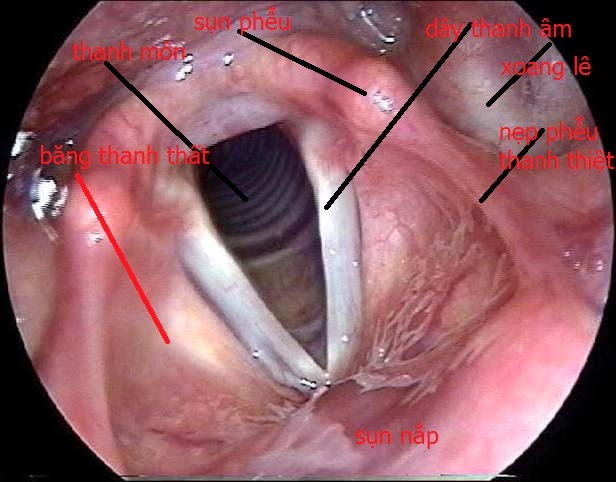 sụn phễu
dây thanh âm
thanh môn
xoang lê
nẹp phễu
thanh thiệt
băng thanh thất
sụn nắp